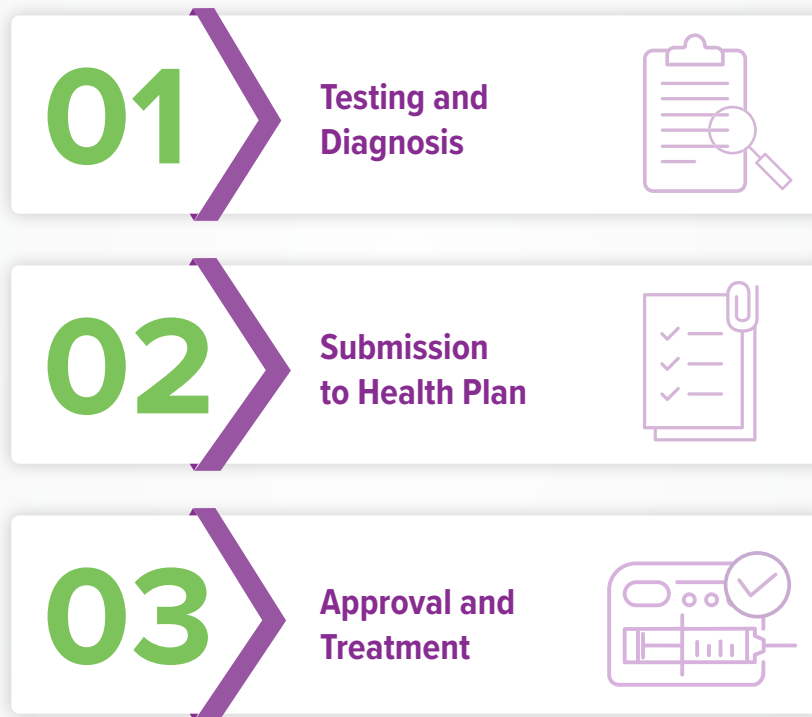 01
Testing and
Diagnosis
02
Submission
to Health Plan
03
Approval and
Treatment